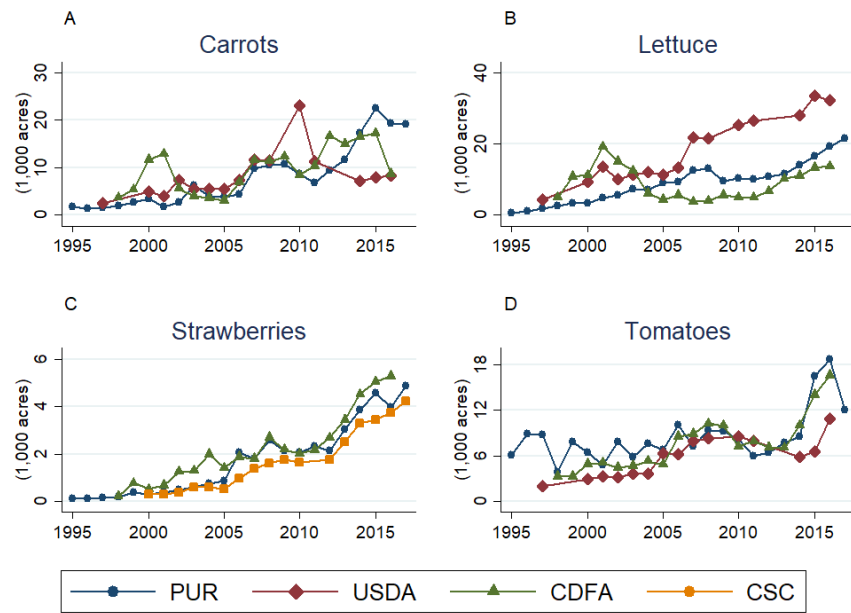 A
Carrots
(1,000 acres)
30
20
10
0
1995 2000 2005 2010 2015
B
Lettuce
(1,000 acres)
40
20
0
1995 2000 2005 2010 2015
C
Strawberries
(1,000 acres)
6
4
2
0
1995 2000 2005 2010 2015
D
Tomatoes
(1,000 acres)
18
12
6
0
1995 2000 2005 2010 2015
PUR USDA CDFA CSC